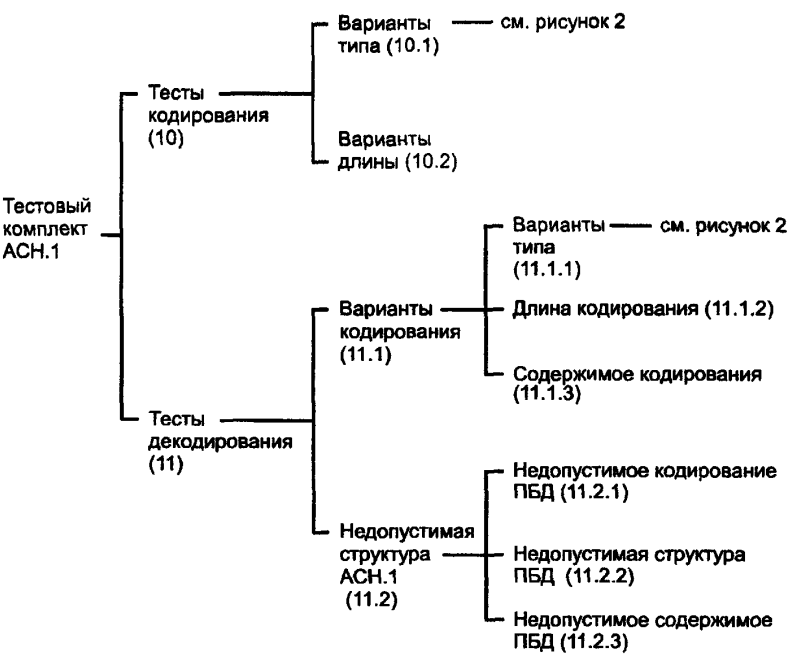 Варианты
типа (10.1)
см. рисунок 2
Тесты
кодирования
(10)
Варианты
длины (10.2)
Тестовый
комплект
АСН.1
Варианты
типа
(11.1.1)
см. рисунок 2
Варианты
кодирования
(11.1)
Длина кодирования (11.1.2)
Содержимое кодирования
(11.1.3)
Тесты
декодирования
(11)
Недопустимое кодирование
ПБД (11.2.1)
Недопустимая
структура
АСН.1
(11.2)
Недопустимая структура
ПБД (11.2.2)
Недопустимое содержимое
ПБД (11.2.3)